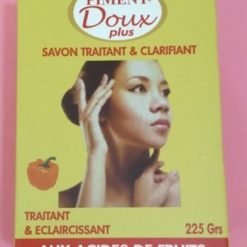 PIMENT
Doux
plus
SAVON TRAITANT & CLARIFIANT
TRAITANT
& ECLAIRCISSANT
225 Grs
AUX ACIDES DE FRUITS